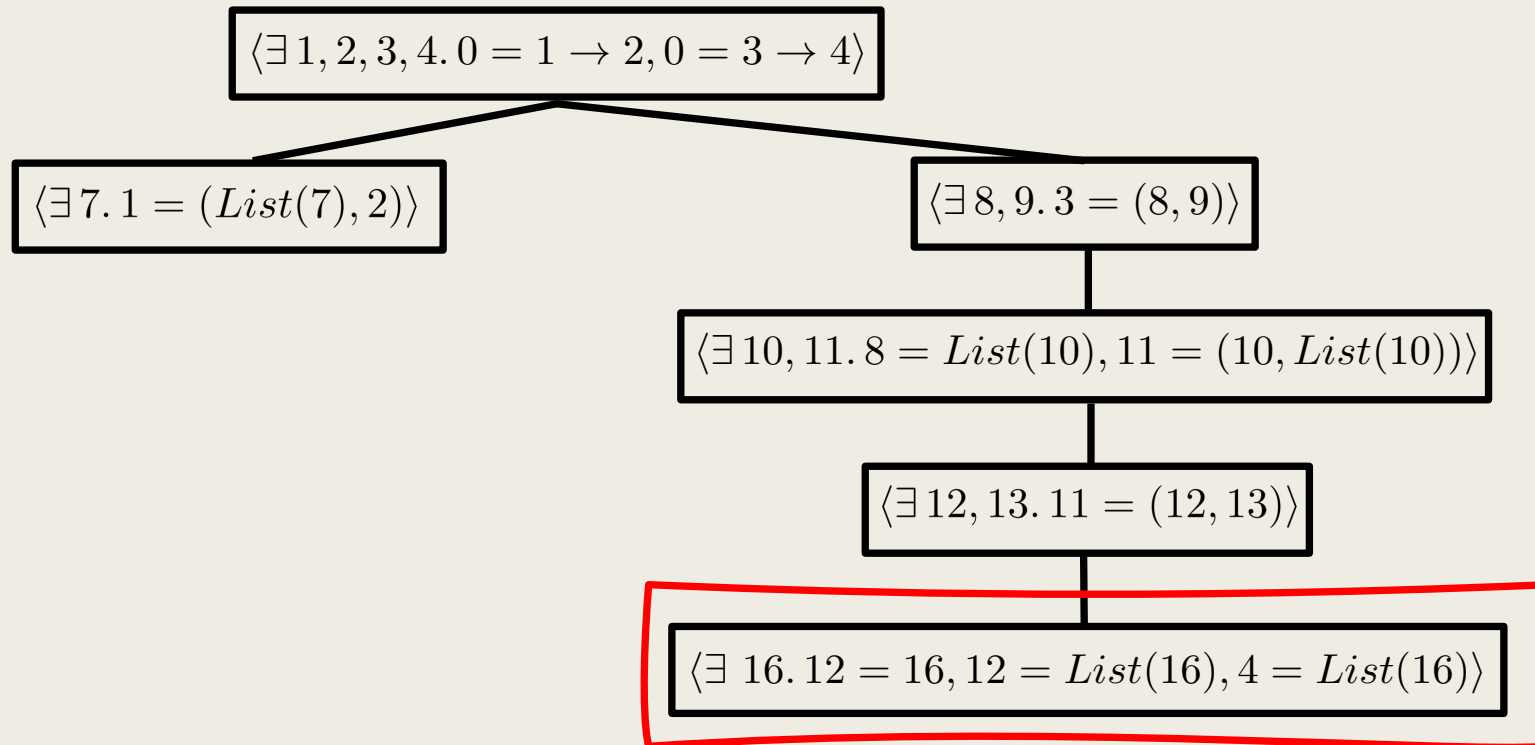 ⟨∃ 1, 2, 3, 4. 0 = 1 → 2, 0 = 3 → 4⟩
⟨∃ 7. 1 = (List(7), 2)⟩
⟨∃ 8, 9. 3 = (8, 9)⟩
⟨∃ 10, 11. 8 = List(10), 11 = (10, List(10))⟩
⟨∃ 12, 13. 11 = (12, 13)⟩
⟨∃ 16. 12 = 16, 12 = List(16), 4 = List(16)⟩